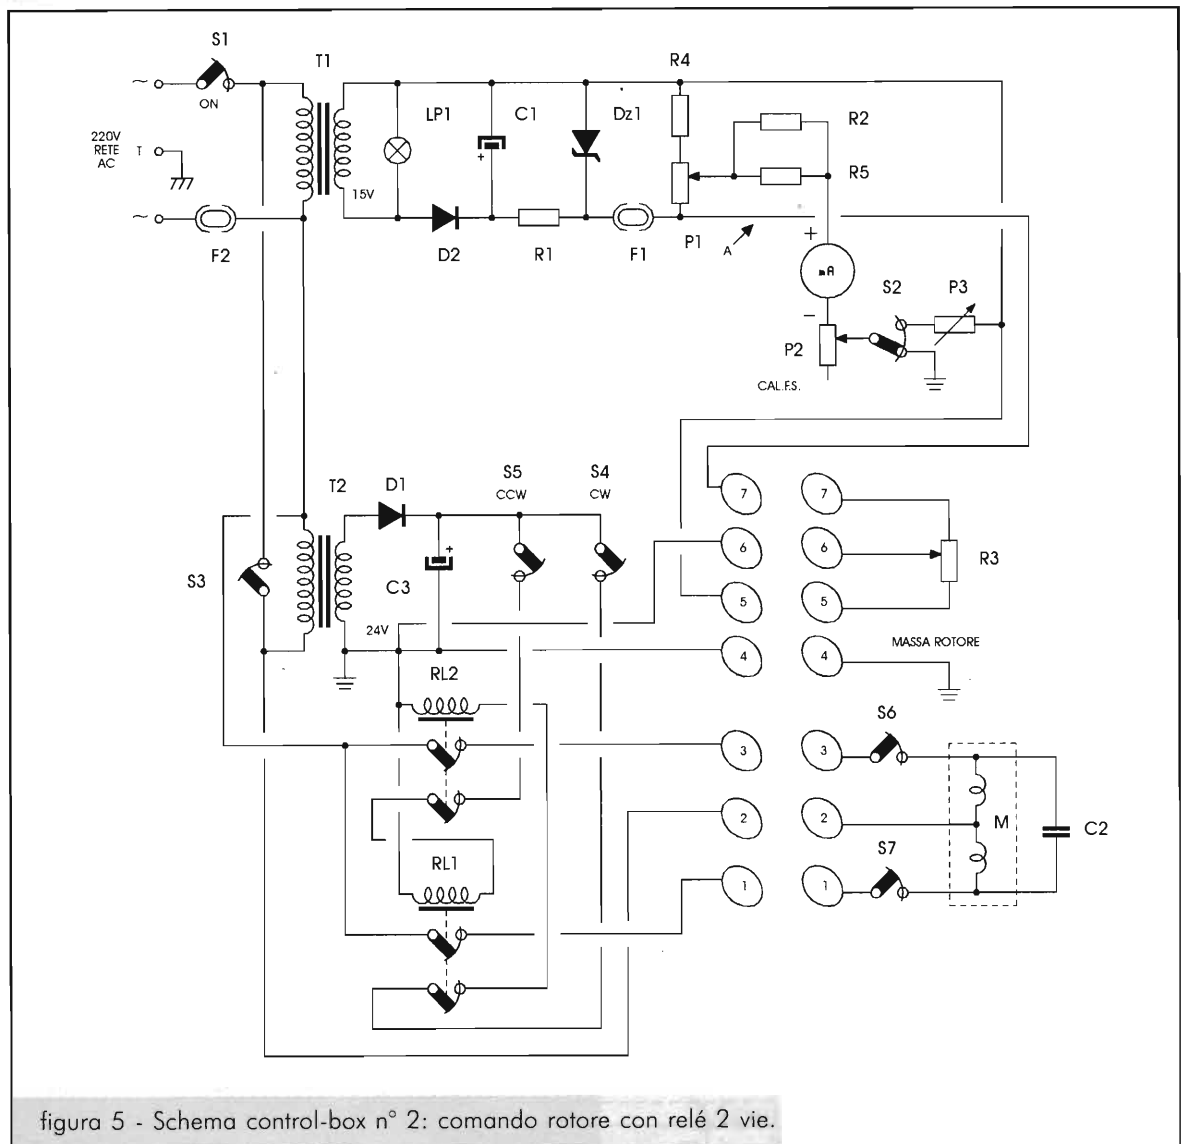 S1
T1
R4
~
ON
LP1
C1
Dz1
R2
220V
RETE
AC
T
+
R5
15V
~
F2
D2
R1
F1
P1
A
+
mA
S2
P3
−
P2
CAL.F.S.
T2
D1
S5
CCW
S4
CW
7
7
+
6
6
R3
S3
C3
5
5
24V
MASSA ROTORE
4
4
RL2
S6
3
3
2
2
M
C2
RL1
S7
1
1
figura 5 - Schema control-box n° 2: comando rotore con relé 2 vie.